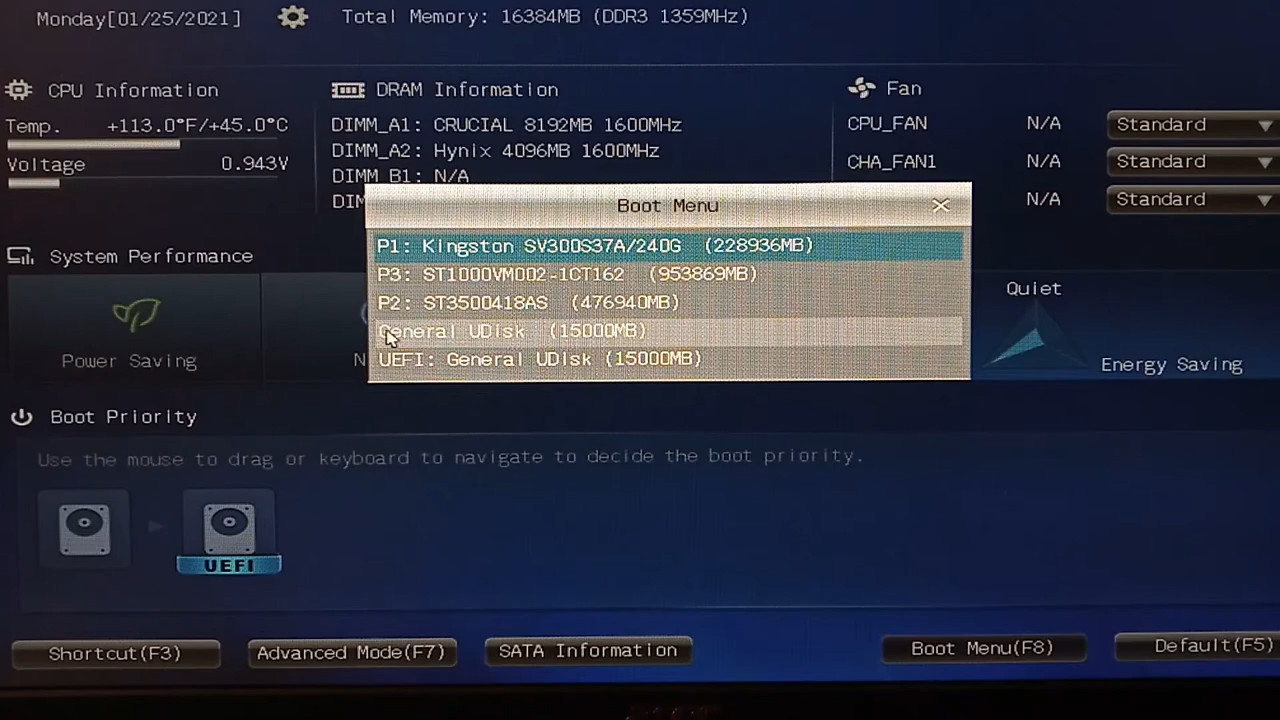 Monday[01/25/2021]
Total Memory: 16384MB (DDR3 1359MHz)
CPU Information
Temp. +113.0°F/+45.0°C
Voltage 0.943V
DRAM Information
DIMM_A1: CRUCIAL 8192MB 1600MHz
DIMM_A2: Hynix 4096MB 1600MHz
DIMM_B1: N/A
DIM
Fan
CPU_FAN N/A Standard
CHA_FAN1 N/A Standard
N/A Standard
Boot Menu
P1: Kingston SV300S37A/240G (228936MB)
P3: ST1000VM002-1CT162 (953869MB)
P2: ST3500418AS (476940MB)
General UDisk (15000MB)
UEFI: General UDisk (15000MB)
System Performance
Power Saving
N
Quiet
Energy Saving
Boot Priority
Use the mouse to drag or keyboard to navigate to decide the boot priority.
UEFI
Shortcut(F3)
Advanced Mode(F7)
SATA Information
Boot Menu(F8)
Default(F5)